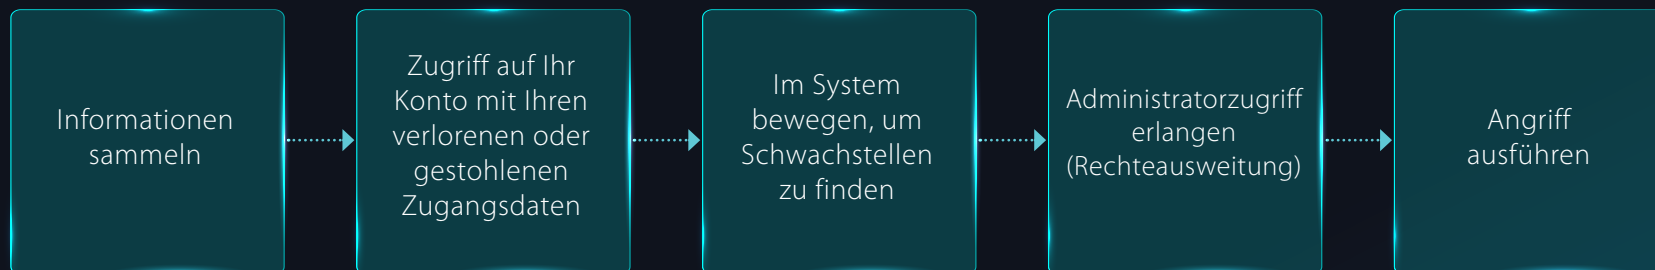 Informationen
sammeln
Zugriff auf Ihr
Konto mit Ihren
verlorenen oder
gestohlenen
Zugangsdaten
Im System
bewegen, um
Schwachstellen
zu finden
Administratorzugriff
erlangen
(Rechteausweitung)
Angriff
ausführen